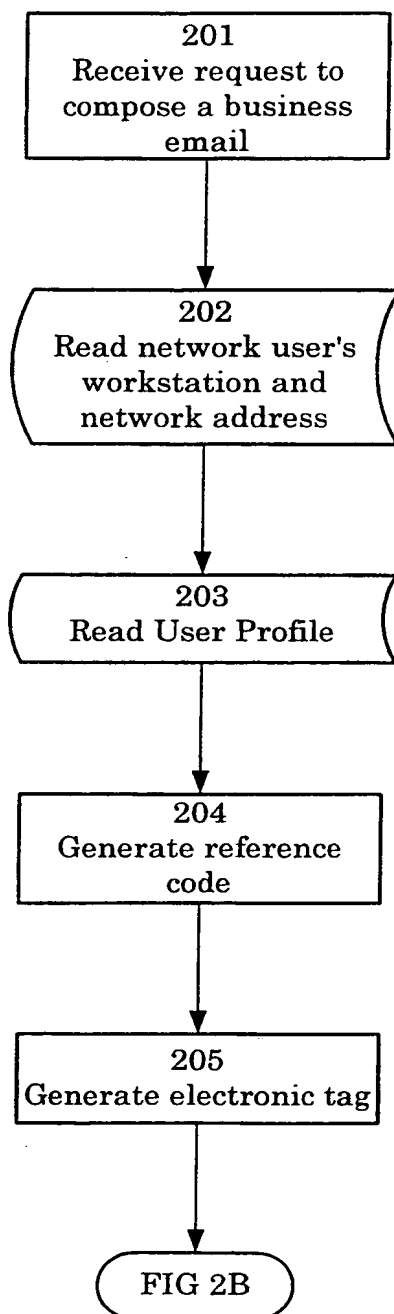 201
Receive request to
compose a business
email
202
Read network user's
workstation and
network address
203
Read User Profile
204
Generate reference
code
205
Generate electronic tag
FIG 2B